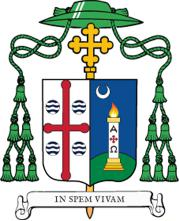 Α Ω
IN SPEM VIVAM